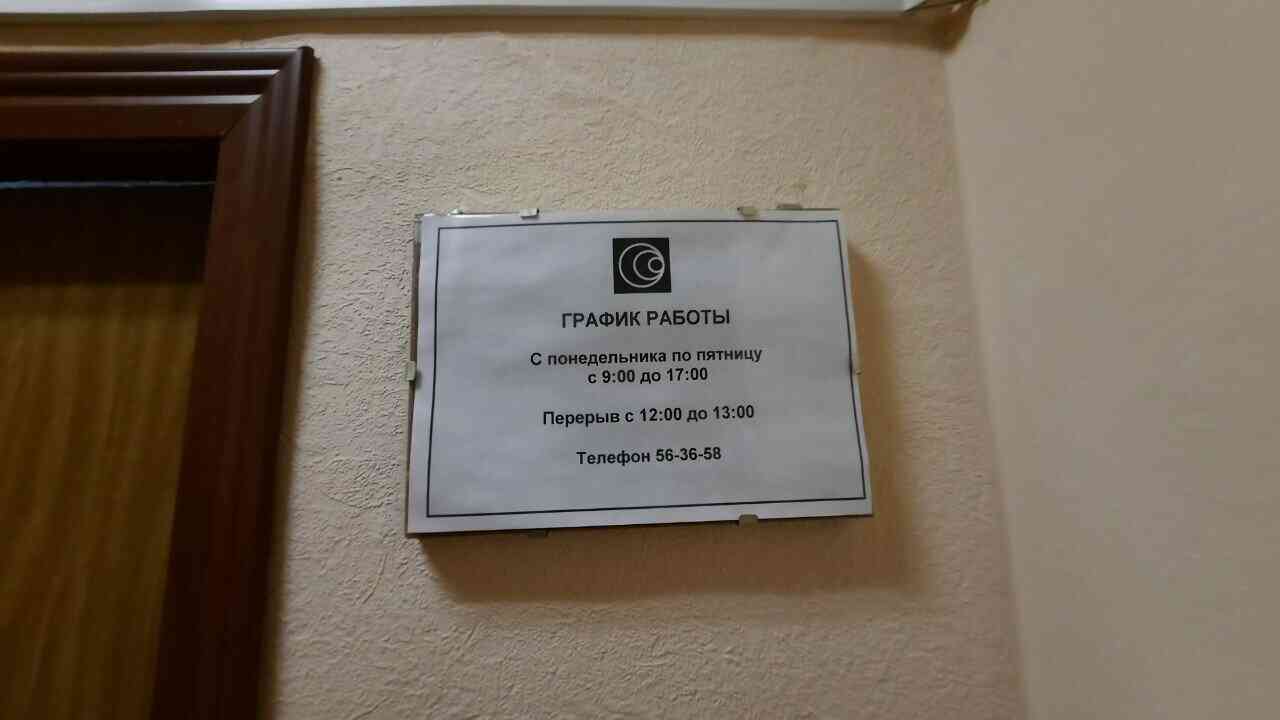 ГРАФИК РАБОТЫ
С понедельника по пятницу
с 9:00 до 17:00
Перерыв с 12:00 до 13:00
Телефон 56-36-58